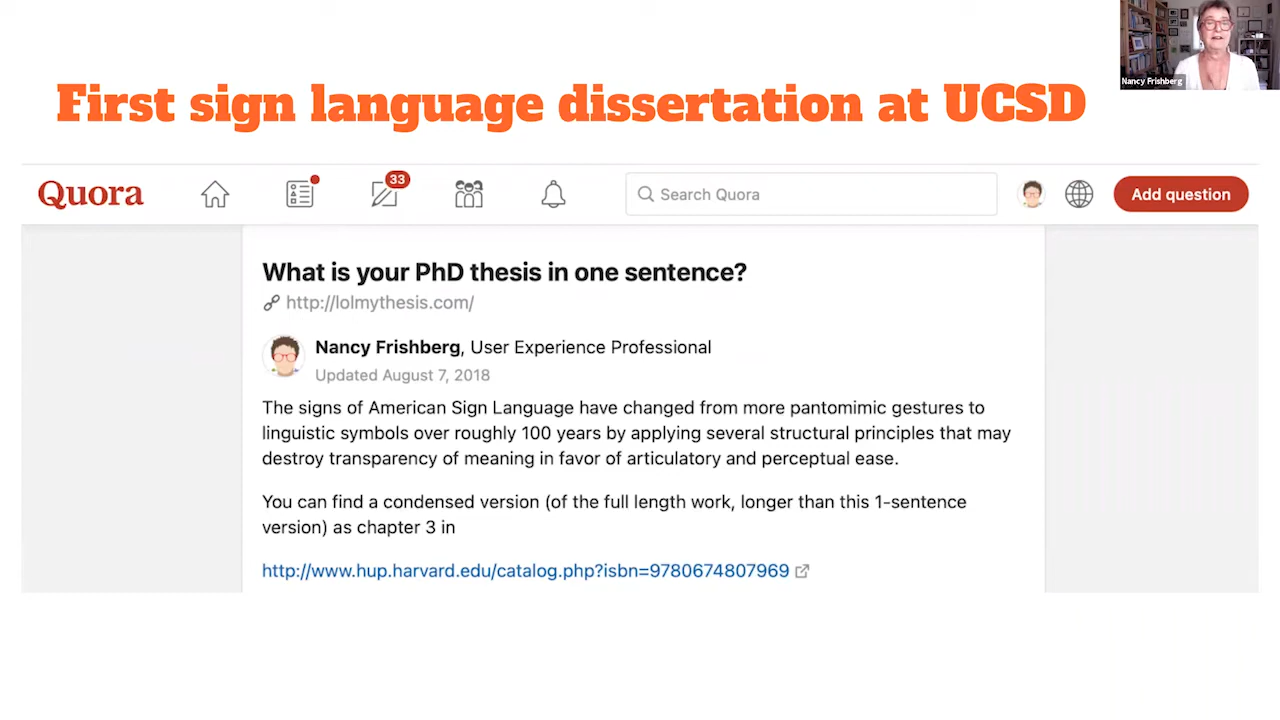 Nancy Frishberg
First sign language dissertation at UCSD
Quora
33
Search Quora
Add question
What is your PhD thesis in one sentence?
http://lolmythesis.com/
Nancy Frishberg, User Experience Professional
Updated August 7, 2018
The signs of American Sign Language have changed from more pantomimic gestures to
linguistic symbols over roughly 100 years by applying several structural principles that may
destroy transparency of meaning in favor of articulatory and perceptual ease.
You can find a condensed version (of the full length work, longer than this 1-sentence
version) as chapter 3 in
http://www.hup.harvard.edu/catalog.php?isbn=9780674807969